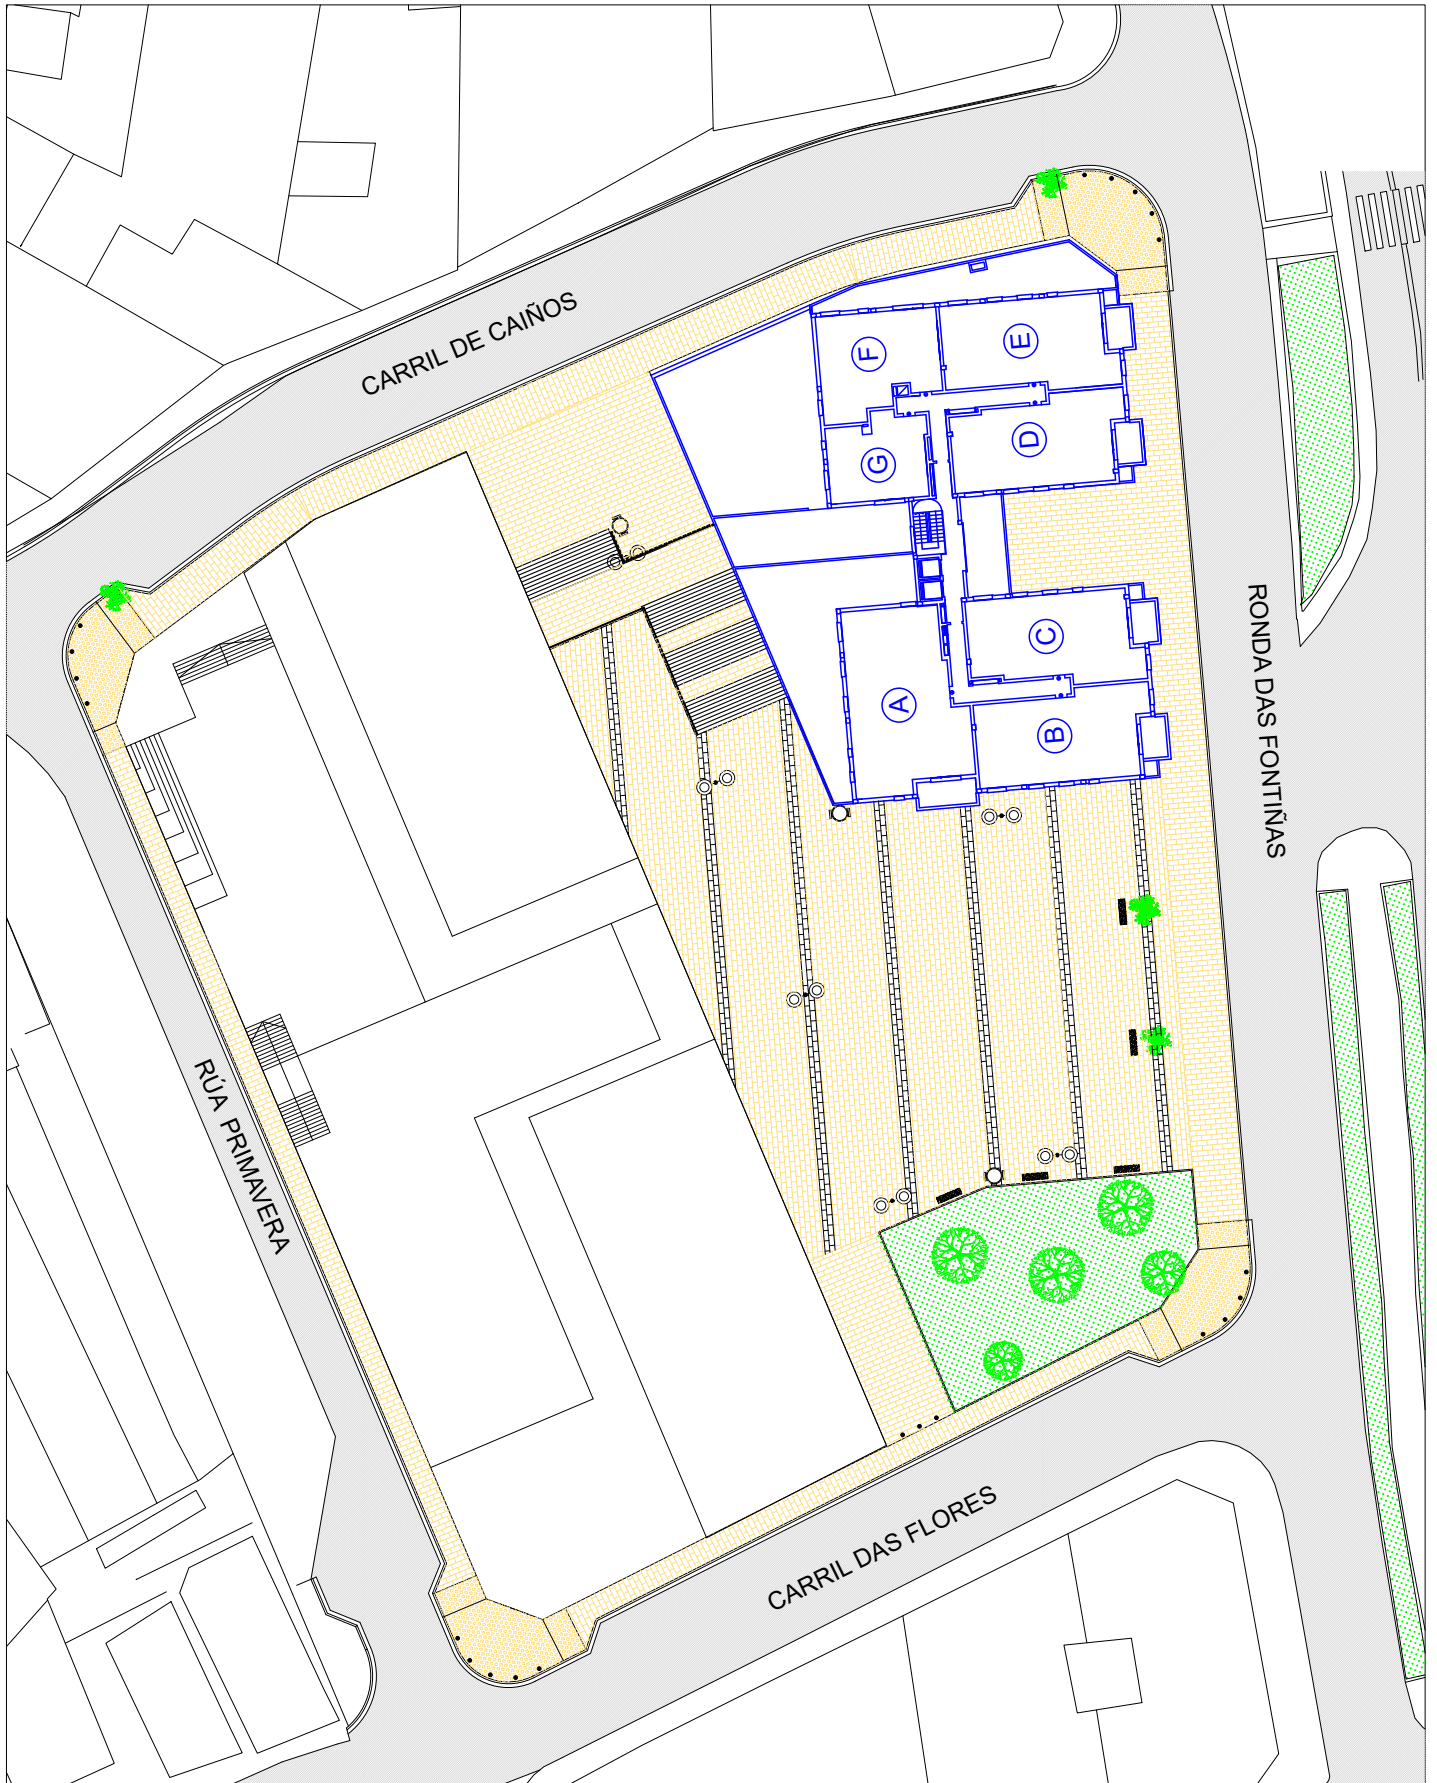 CARRIL DE CAIÑOS
F
E
D
G
C
A
B
RONDA DAS FONTIÑAS
RÚA PRIMAVERA
CARRIL DAS FLORES